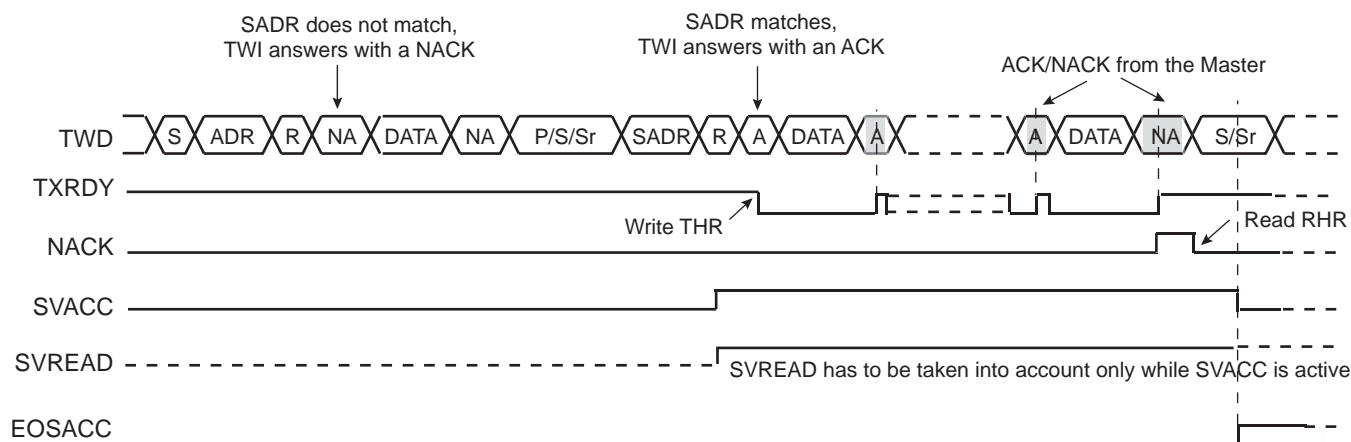 SADR does not match,
TWI answers with a NACK
SADR matches,
TWI answers with an ACK
ACK/NACK from the Master
TWD S ADR R NA DATA NA P/S/Sr SADR R A DATA A A DATA NA S/Sr
TXRDY
Write THR
Read RHR
NACK
SVACC
SVREAD
SVREAD has to be taken into account only while SVACC is active
EOSACC